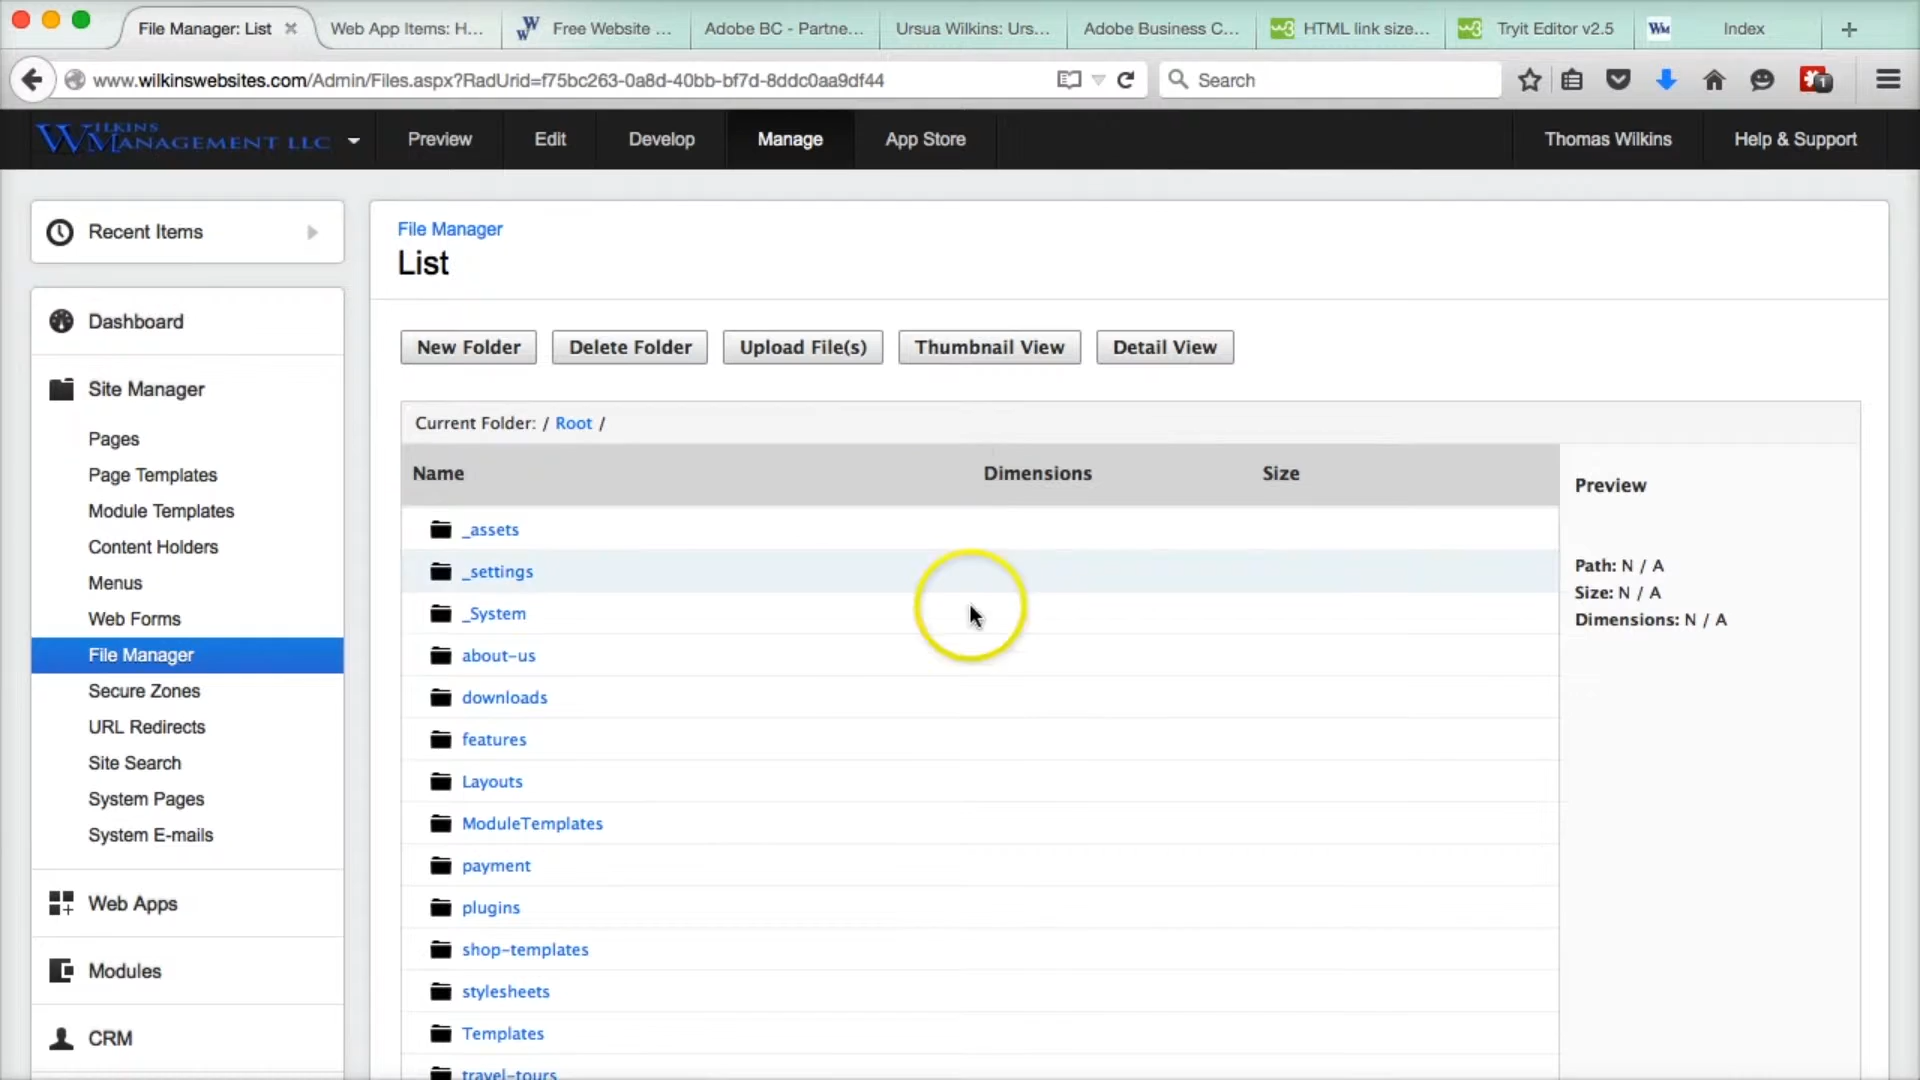 File Manager: List
Web App Items: H...
Free Website ...
Adobe BC - Partne...
Ursua Wilkins: Urs...
Adobe Business C...
HTML link size...
Tryit Editor v2.5
Index
www.wilkinswebsites.com/Admin/Files.aspx?RadUrid=f75bc263-0a8d-40bb-bf7d-8ddc0aa9df44
Search
1
WILKINS
MANAGEMENT LLC
Preview
Edit
Develop
Manage
App Store
Thomas Wilkins
Help & Support
Recent Items
Dashboard
Site Manager
Pages
Page Templates
Module Templates
Content Holders
Menus
Web Forms
File Manager
Secure Zones
URL Redirects
Site Search
System Pages
System E-mails
Web Apps
Modules
CRM
File Manager
List
New Folder
Delete Folder
Upload File(s)
Thumbnail View
Detail View
Current Folder: / Root /
Name Dimensions Size
_assets
_settings
_System
about-us
downloads
features
Layouts
ModuleTemplates
payment
plugins
shop-templates
stylesheets
Templates
travel-tours
Preview
Path: N / A
Size: N / A
Dimensions: N / A